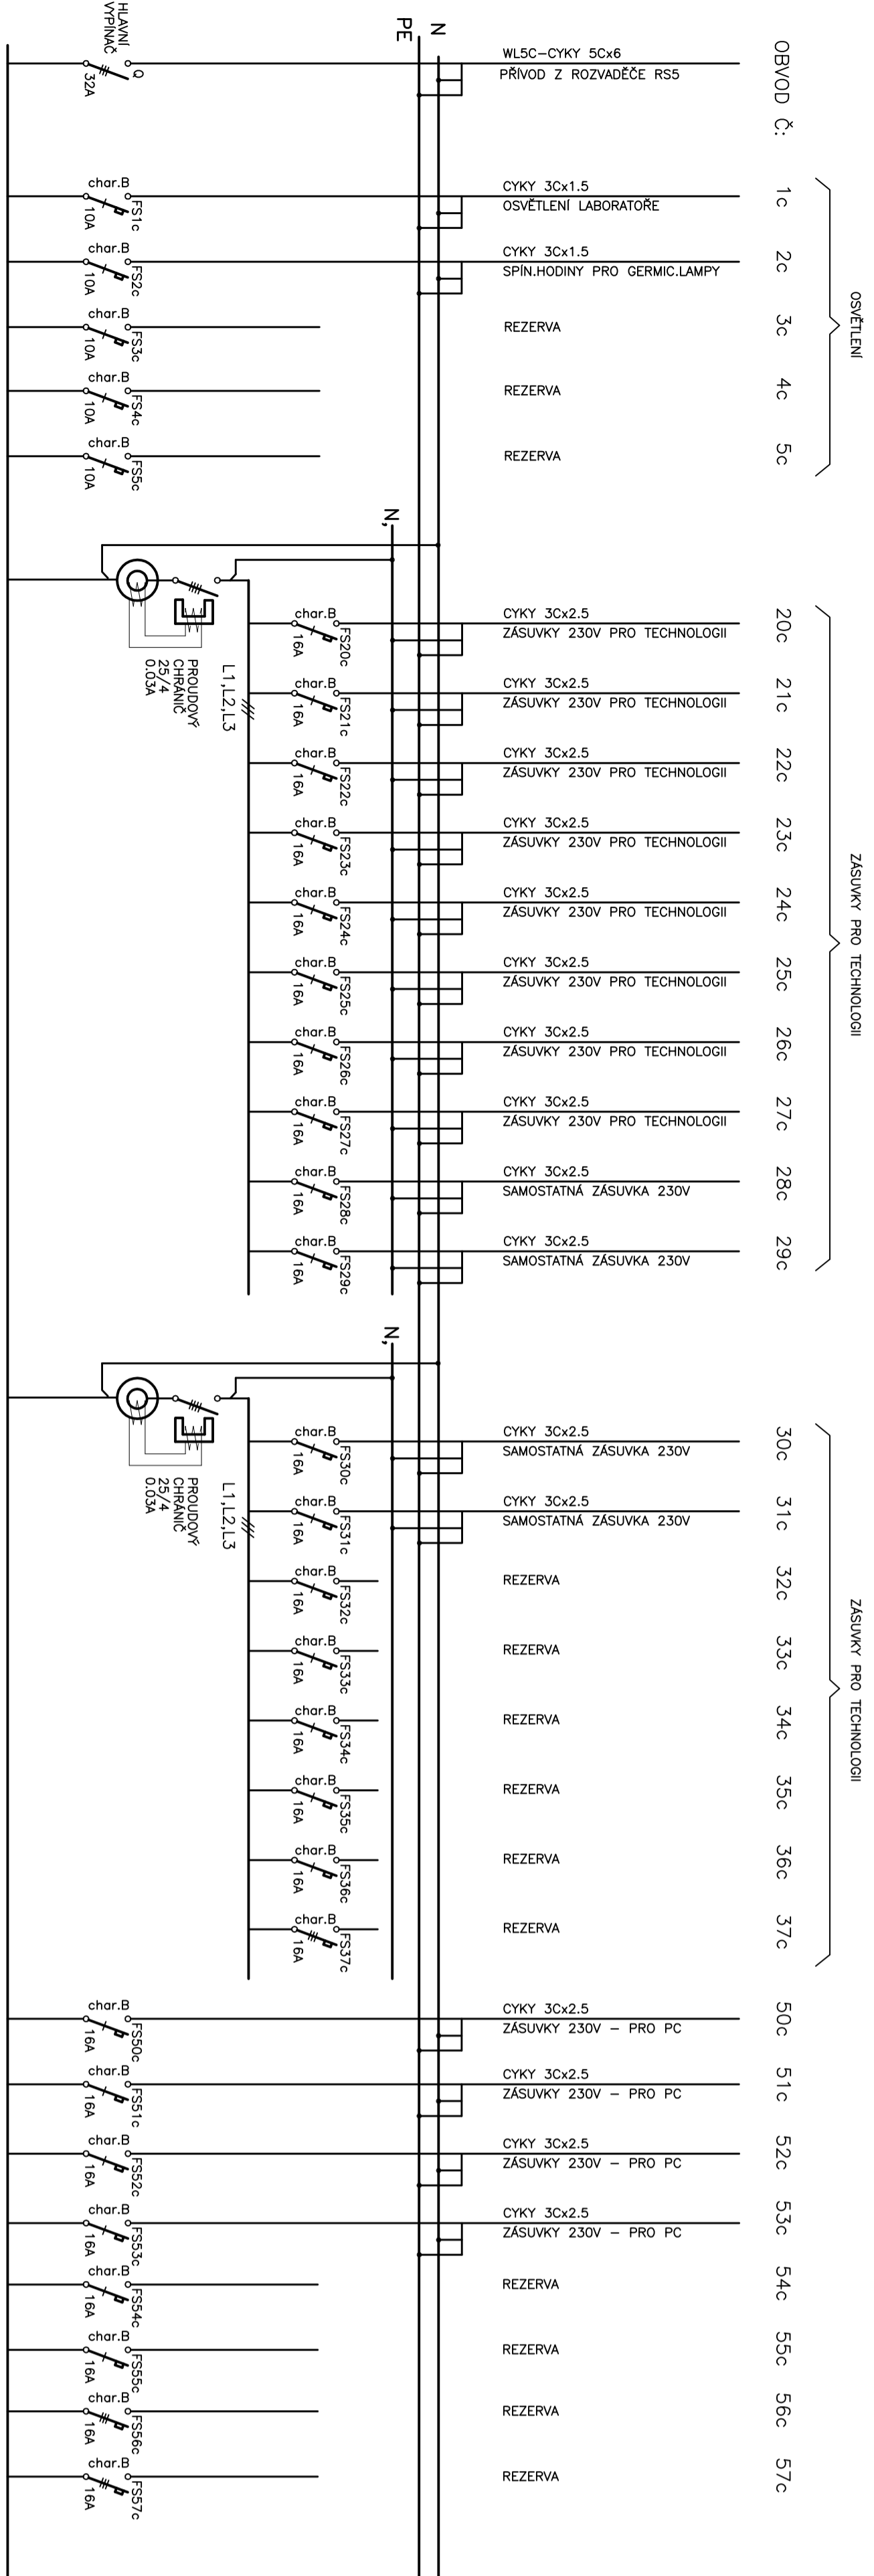 OBVOD Č:
WL5C–CYKY 5Cx6
PŘÍVOD Z ROZVADĚČE RS5
N
PE
HLAVNÍ
VYPÍNAČ
Q
32A
OSVĚTLENÍ
1c
CYKY 3Cx1.5
OSVĚTLENÍ LABORATOŘE
char.B
FS1c
10A
2c
CYKY 3Cx1.5
SPÍN.HODINY PRO GERMIC.LAMPY
char.B
FS2c
10A
3c
REZERVA
char.B
FS3c
10A
4c
REZERVA
char.B
FS4c
10A
5c
REZERVA
char.B
FS5c
10A
ZÁSUVKY PRO TECHNOLOGII
N,
PROUDOVÝ
CHRÁNIČ
25/4
0.03A
L1,L2,L3
20c
CYKY 3Cx2.5
ZÁSUVKY 230V PRO TECHNOLOGII
char.B
FS20c
16A
21c
CYKY 3Cx2.5
ZÁSUVKY 230V PRO TECHNOLOGII
char.B
FS21c
16A
22c
CYKY 3Cx2.5
ZÁSUVKY 230V PRO TECHNOLOGII
char.B
FS22c
16A
23c
CYKY 3Cx2.5
ZÁSUVKY 230V PRO TECHNOLOGII
char.B
FS23c
16A
24c
CYKY 3Cx2.5
ZÁSUVKY 230V PRO TECHNOLOGII
char.B
FS24c
16A
25c
CYKY 3Cx2.5
ZÁSUVKY 230V PRO TECHNOLOGII
char.B
FS25c
16A
26c
CYKY 3Cx2.5
ZÁSUVKY 230V PRO TECHNOLOGII
char.B
FS26c
16A
27c
CYKY 3Cx2.5
ZÁSUVKY 230V PRO TECHNOLOGII
char.B
FS27c
16A
28c
CYKY 3Cx2.5
SAMOSTATNÁ ZÁSUVKA 230V
char.B
FS28c
16A
29c
CYKY 3Cx2.5
SAMOSTATNÁ ZÁSUVKA 230V
char.B
FS29c
16A
ZÁSUVKY PRO TECHNOLOGII
N,
PROUDOVÝ
CHRÁNIČ
25/4
0.03A
L1,L2,L3
30c
CYKY 3Cx2.5
SAMOSTATNÁ ZÁSUVKA 230V
char.B
FS30c
16A
31c
CYKY 3Cx2.5
SAMOSTATNÁ ZÁSUVKA 230V
char.B
FS31c
16A
32c
REZERVA
char.B
FS32c
16A
33c
REZERVA
char.B
FS33c
16A
34c
REZERVA
char.B
FS34c
16A
35c
REZERVA
char.B
FS35c
16A
36c
REZERVA
char.B
FS36c
16A
37c
REZERVA
char.B
FS37c
16A
50c
CYKY 3Cx2.5
ZÁSUVKY 230V – PRO PC
char.B
FS50c
16A
51c
CYKY 3Cx2.5
ZÁSUVKY 230V – PRO PC
char.B
FS51c
16A
52c
CYKY 3Cx2.5
ZÁSUVKY 230V – PRO PC
char.B
FS52c
16A
53c
CYKY 3Cx2.5
ZÁSUVKY 230V – PRO PC
char.B
FS53c
16A
54c
REZERVA
char.B
FS54c
16A
55c
REZERVA
char.B
FS55c
16A
56c
REZERVA
char.B
FS56c
16A
57c
REZERVA
char.B
FS57c
16A